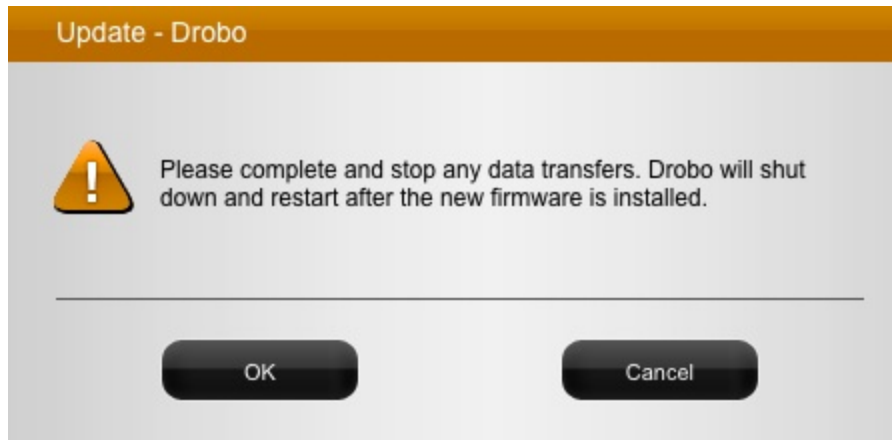 Update - Drobo
Please complete and stop any data transfers. Drobo will shut
down and restart after the new firmware is installed.
OK
Cancel